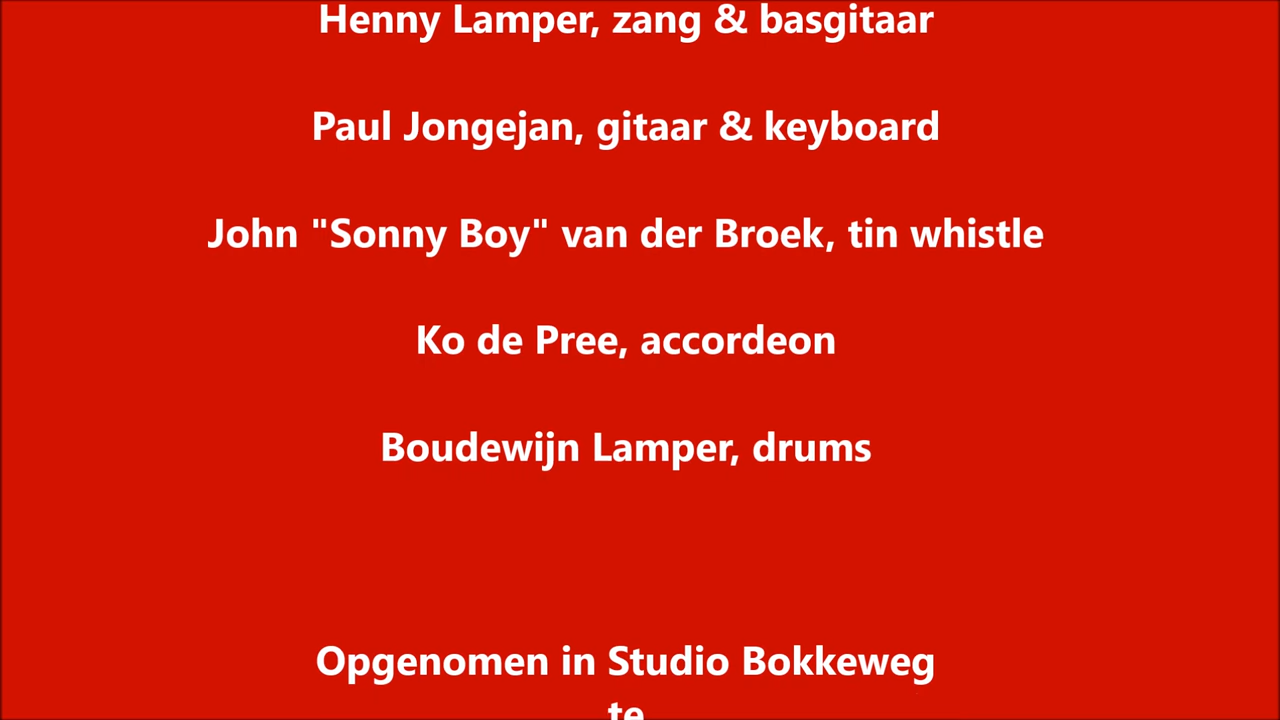 Henny Lamper, zang & basgitaar
Paul Jongejan, gitaar & keyboard
John "Sonny Boy" van der Broek, tin whistle
Ko de Pree, accordeon
Boudewijn Lamper, drums
Opgenomen in Studio Bokkeweg
te